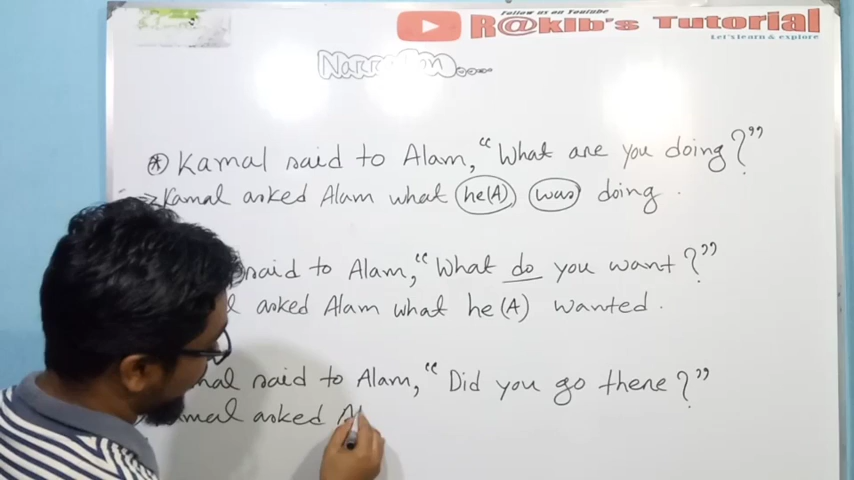 Follow us on Youtube
R@kib's Tutorial
Let's learn & explore
Narration
* Kamal said to Alam, "What are you doing?"
⇒ Kamal asked Alam what he(A) was doing.
said to Alam, "What do you want?"
asked Alam what he(A) wanted.
said to Alam, "Did you go there?"
asked